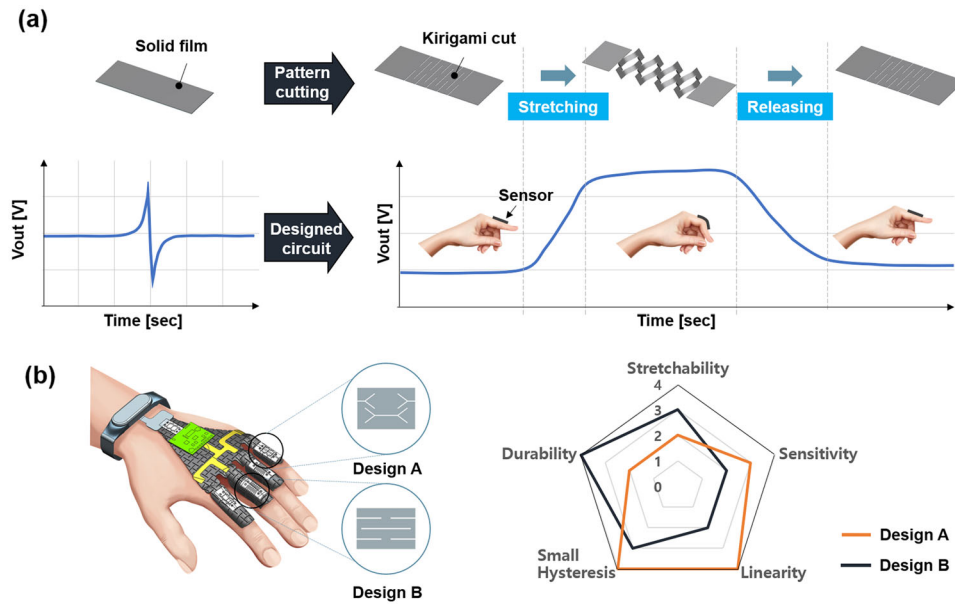 (a)
Solid film
Pattern
cutting
Kirigami cut
Stretching
Releasing
Vout [V]
Time [sec]
Designed
circuit
Vout [V]
Sensor
Time [sec]
(b)
Design A
Design B
Stretchability
4
3
2
1
0
Durability
Sensitivity
Small
Hysteresis
Linearity
Design A
Design B